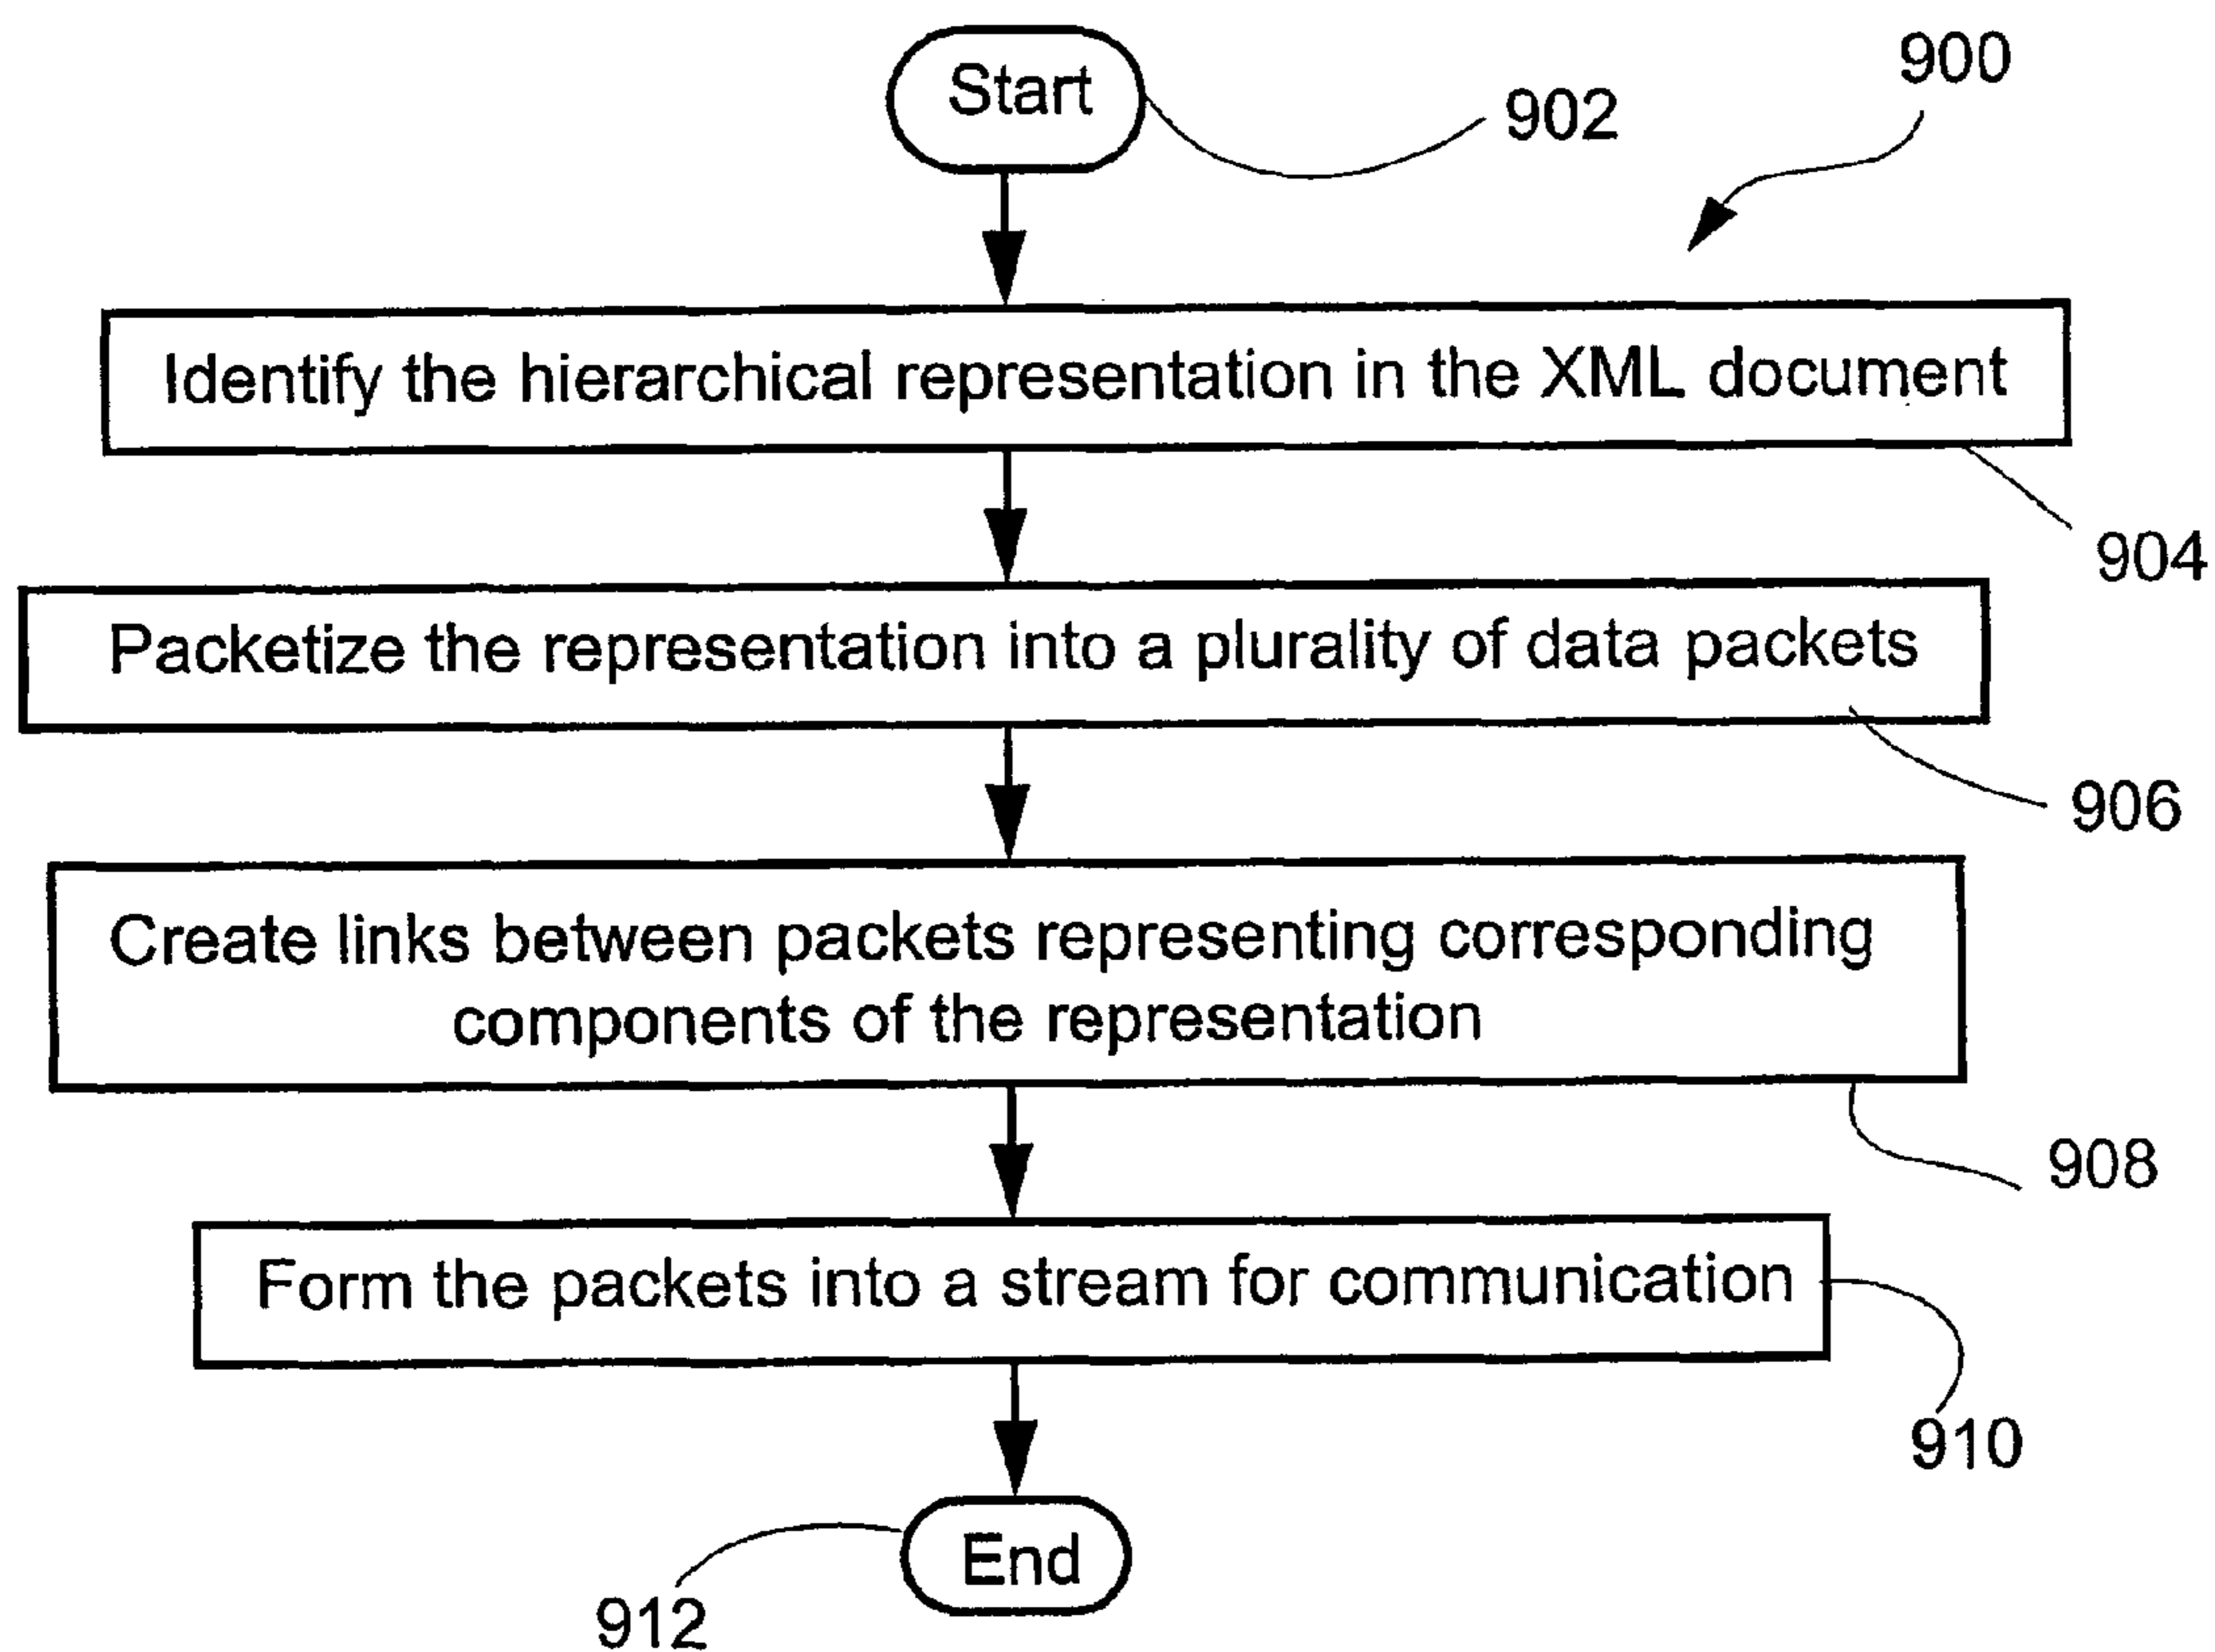 Start
900
902
Identify the hierarchical representation in the XML document
904
Packetize the representation into a plurality of data packets
906
Create links between packets representing corresponding
components of the representation
908
Form the packets into a stream for communication
910
End
912